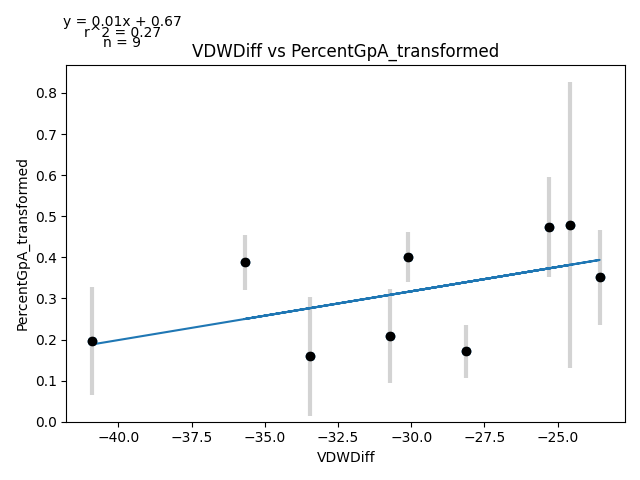 y = 0.01x + 0.67
r^2 = 0.27
n = 9
VDWDiff vs PercentGpA_transformed
PercentGpA_transformed
0.8
0.7
0.6
0.5
0.4
0.3
0.2
0.1
0.0
−40.0 −37.5 −35.0 −32.5 −30.0 −27.5 −25.0
VDWDiff